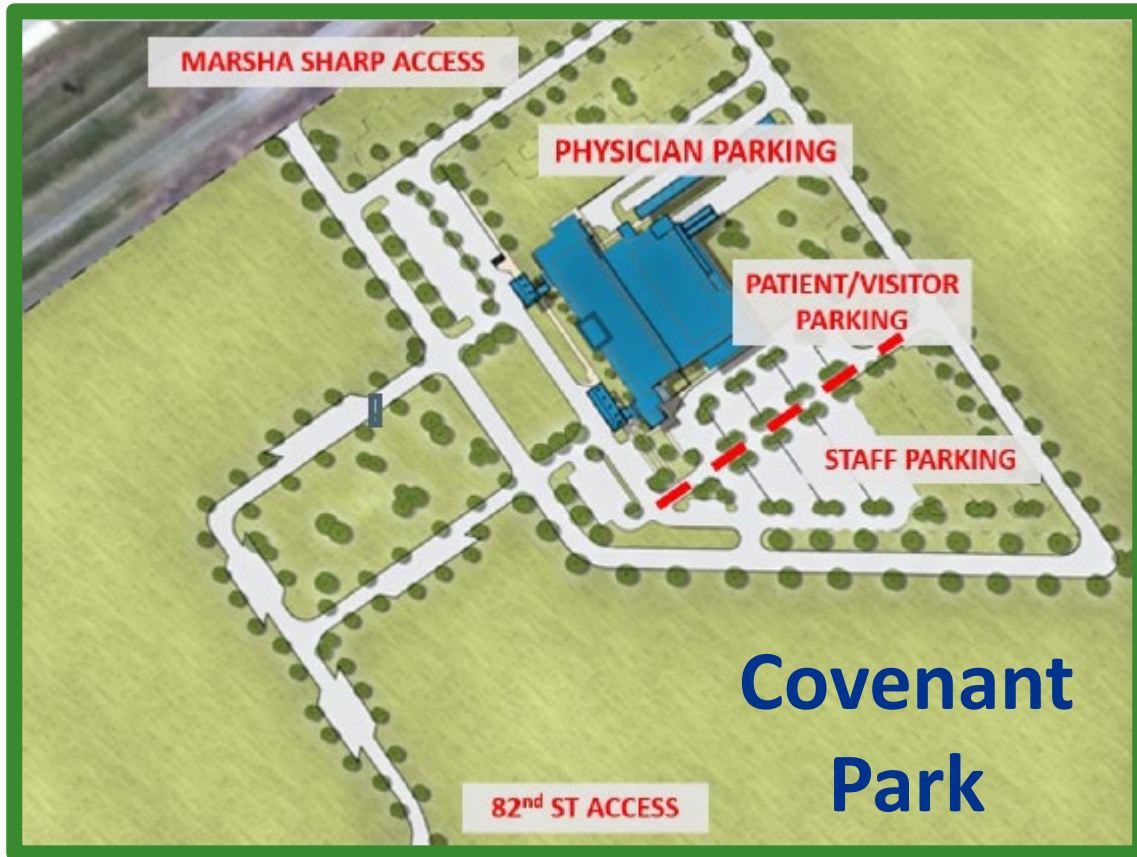 MARSHA SHARP ACCESS
PHYSICIAN PARKING
PATIENT/VISITOR
PARKING
STAFF PARKING
Covenant
Park
82nd ST ACCESS